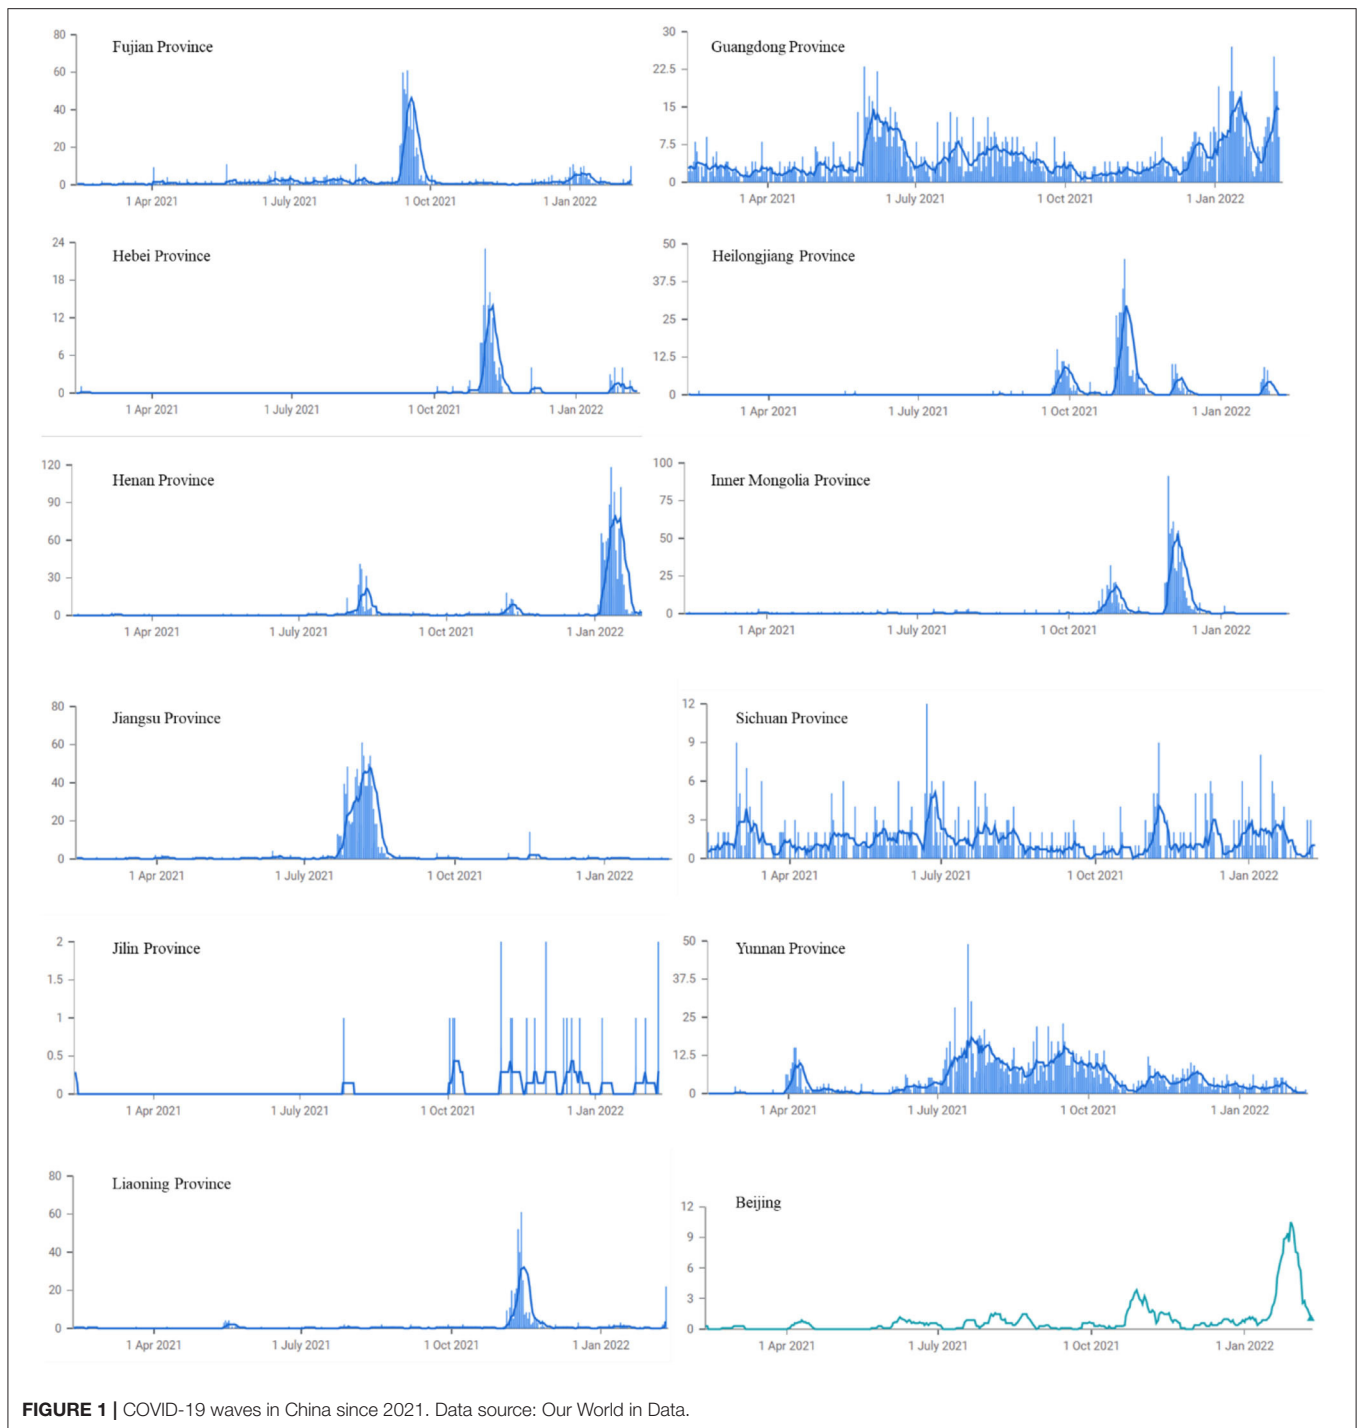 Fujian Province
80
60
40
20
0
1 Apr 2021 1 July 2021 1 Oct 2021 1 Jan 2022
Guangdong Province
30
22.5
15
7.5
0
1 Apr 2021 1 July 2021 1 Oct 2021 1 Jan 2022
Hebei Province
24
18
12
6
0
1 Apr 2021 1 July 2021 1 Oct 2021 1 Jan 2022
Heilongjiang Province
50
37.5
25
12.5
0
1 Apr 2021 1 July 2021 1 Oct 2021 1 Jan 2022
Henan Province
120
90
60
30
0
1 Apr 2021 1 July 2021 1 Oct 2021 1 Jan 2022
Inner Mongolia Province
100
75
50
25
0
1 Apr 2021 1 July 2021 1 Oct 2021 1 Jan 2022
Jiangsu Province
80
60
40
20
0
1 Apr 2021 1 July 2021 1 Oct 2021 1 Jan 2022
Sichuan Province
12
9
6
3
0
1 Apr 2021 1 July 2021 1 Oct 2021 1 Jan 2022
Jilin Province
2
1.5
1
0.5
0
1 Apr 2021 1 July 2021 1 Oct 2021 1 Jan 2022
Yunnan Province
50
37.5
25
12.5
0
1 Apr 2021 1 July 2021 1 Oct 2021 1 Jan 2022
Liaoning Province
80
60
40
20
0
1 Apr 2021 1 July 2021 1 Oct 2021 1 Jan 2022
Beijing
12
9
6
3
0
1 Apr 2021 1 July 2021 1 Oct 2021 1 Jan 2022
FIGURE 1 | COVID-19 waves in China since 2021. Data source: Our World in Data.